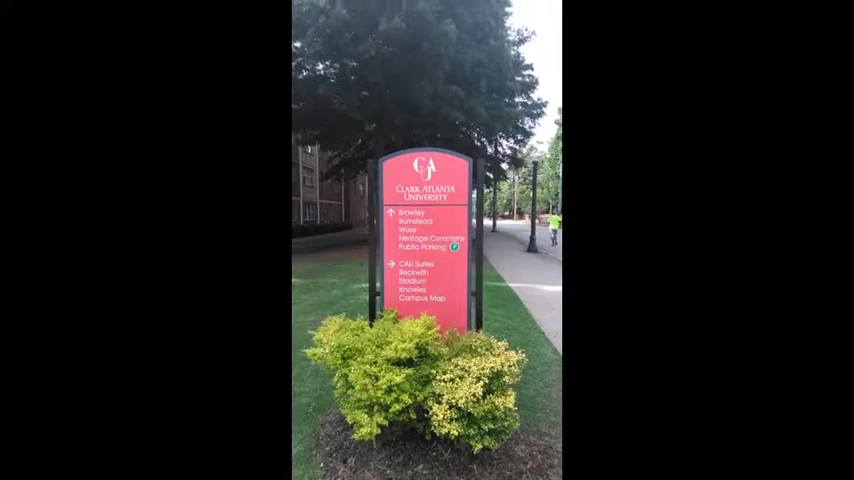 CAU
CLARK ATLANTA
UNIVERSITY
Brawley
Bumstead
Ware
Heritage Commons
Public Parking
CAU Suites
Beckwith
Stadium
Knowles
Campus Map